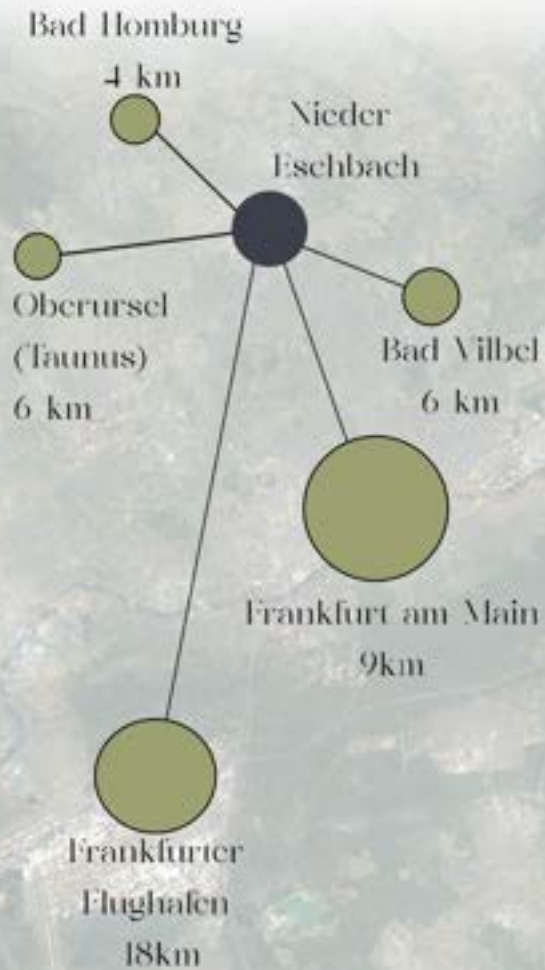 Bad Homburg
4 km
Nieder
Eschbach
Oberursel
(Taunus)
6 km
Bad Vilbel
6 km
Frankfurt am Main
9km
Frankfurter
Flughafen
18km